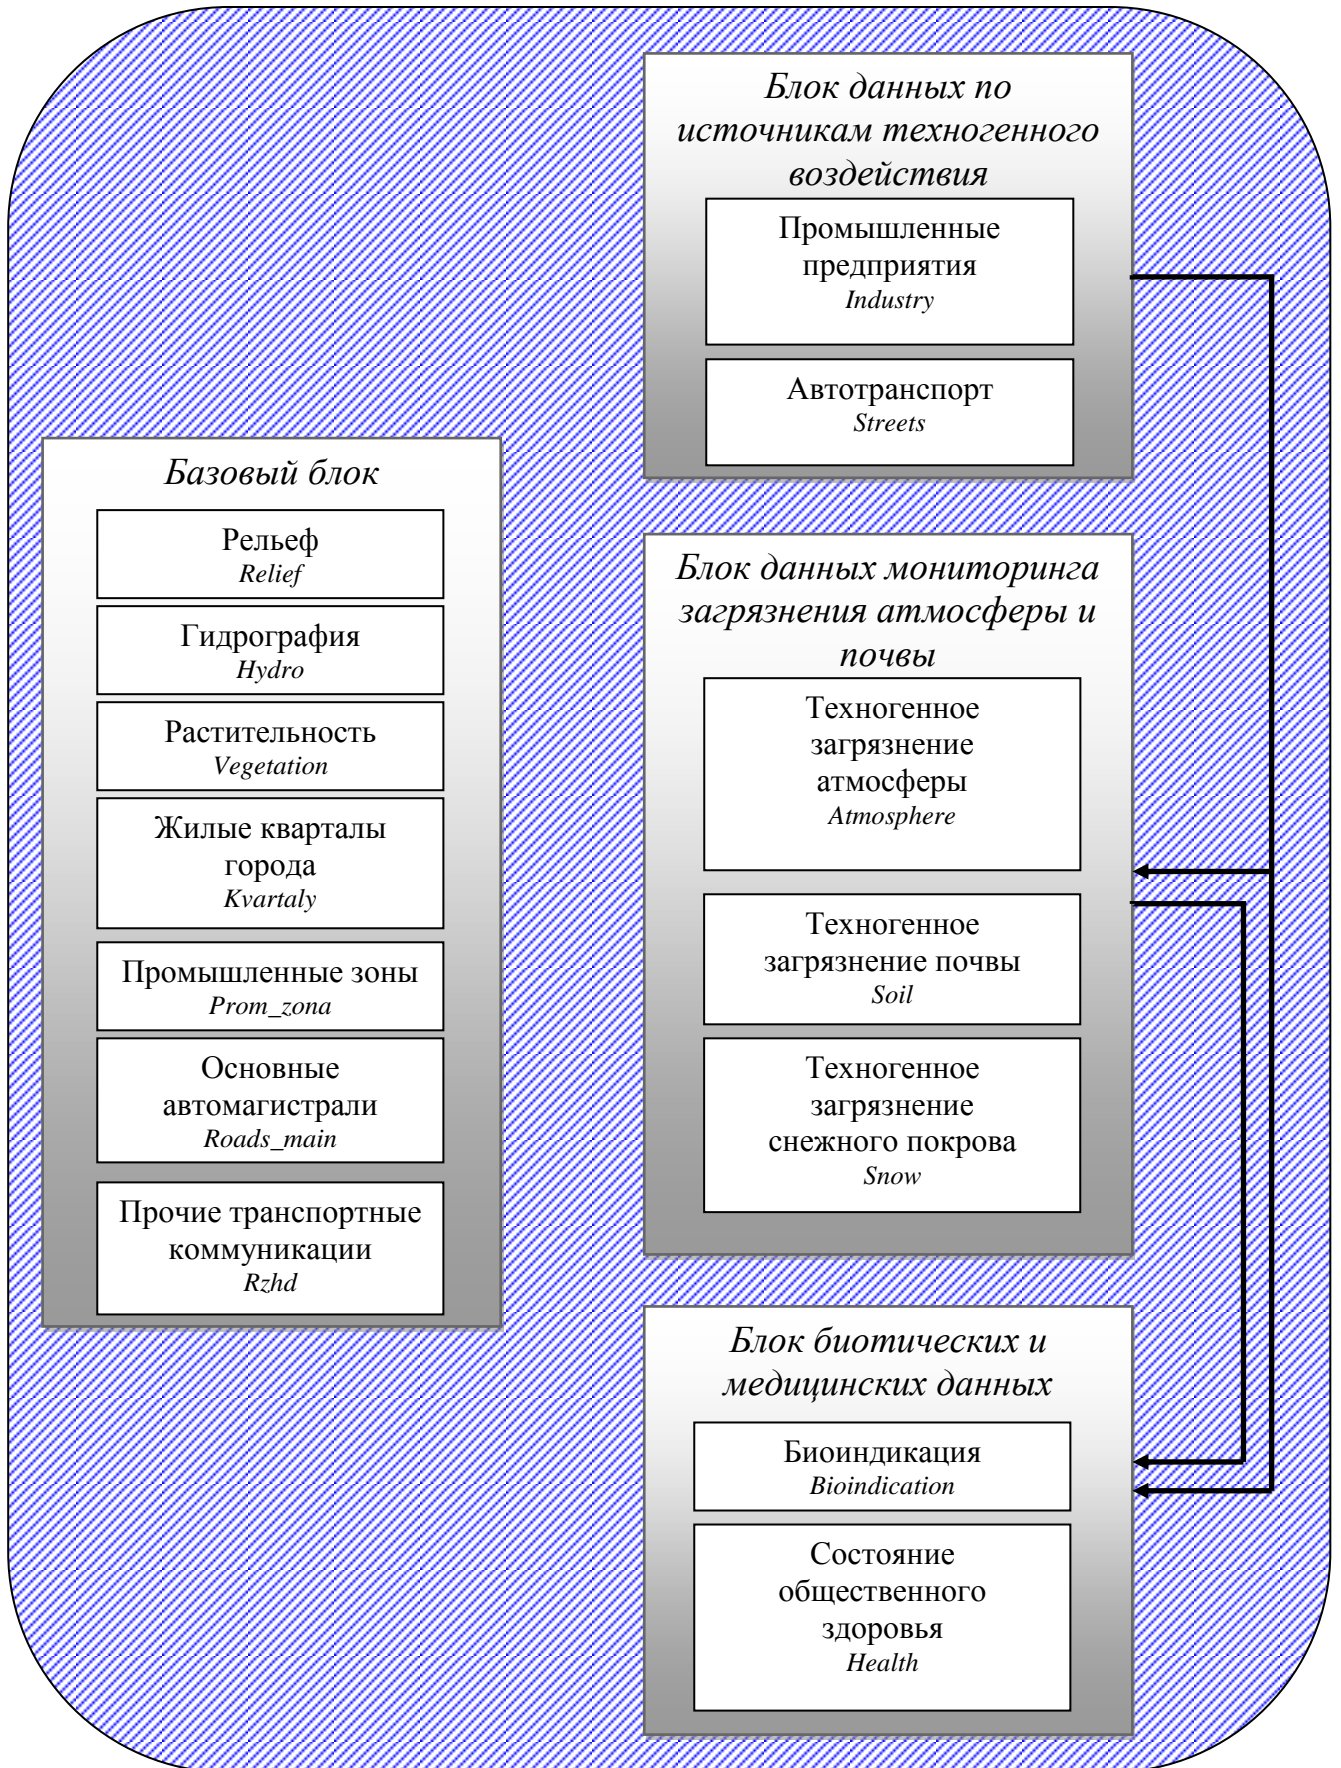 Блок данных по
источникам техногенного
воздействия
Промышленные
предприятия
Industry
Автотранспорт
Streets
Базовый блок
Рельеф
Relief
Гидрография
Hydro
Растительность
Vegetation
Жилые кварталы
города
Kvartaly
Промышленные зоны
Prom_zona
Основные
автомагистрали
Roads_main
Прочие транспортные
коммуникации
Rzhd
Блок данных мониторинга
загрязнения атмосферы и
почвы
Техногенное
загрязнение
атмосферы
Atmosphere
Техногенное
загрязнение почвы
Soil
Техногенное
загрязнение
снежного покрова
Snow
Блок биотических и
медицинских данных
Биоиндикация
Bioindication
Состояние
общественного
здоровья
Health